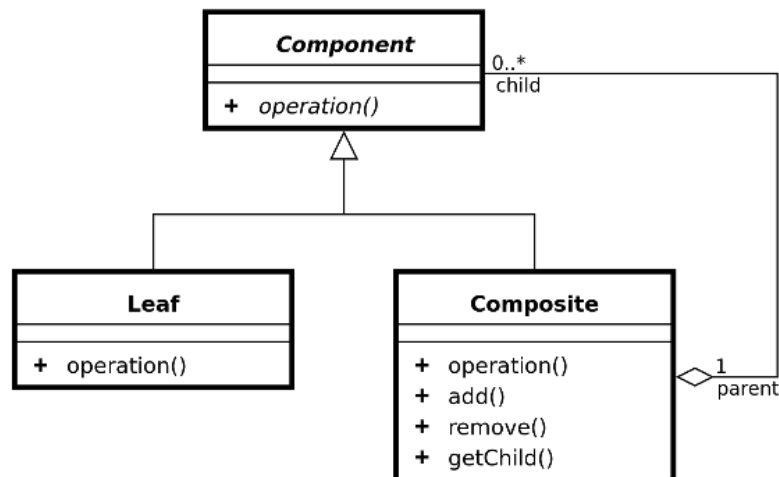 Component
0..*
child
+ operation()
Leaf
+ operation()
Composite
+ operation()
+ add()
+ remove()
+ getChild()
1
parent